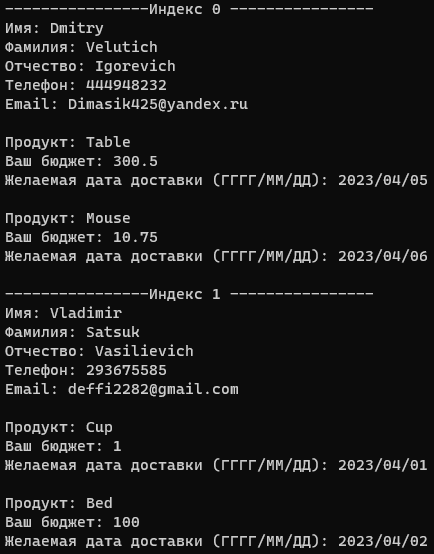 ----------------Индекс 0 ----------------
Имя: Dmitry
Фамилия: Velutich
Отчество: Igorevich
Телефон: 444948232
Email: Dimasik425@yandex.ru
Продукт: Table
Ваш бюджет: 300.5
Желаемая дата доставки (ГГГГ/ММ/ДД): 2023/04/05
Продукт: Mouse
Ваш бюджет: 10.75
Желаемая дата доставки (ГГГГ/ММ/ДД): 2023/04/06
----------------Индекс 1 ----------------
Имя: Vladimir
Фамилия: Satsuk
Отчество: Vasilievich
Телефон: 293675585
Email: deffi2282@gmail.com
Продукт: Cup
Ваш бюджет: 1
Желаемая дата доставки (ГГГГ/ММ/ДД): 2023/04/01
Продукт: Bed
Ваш бюджет: 100
Желаемая дата доставки (ГГГГ/ММ/ДД): 2023/04/02